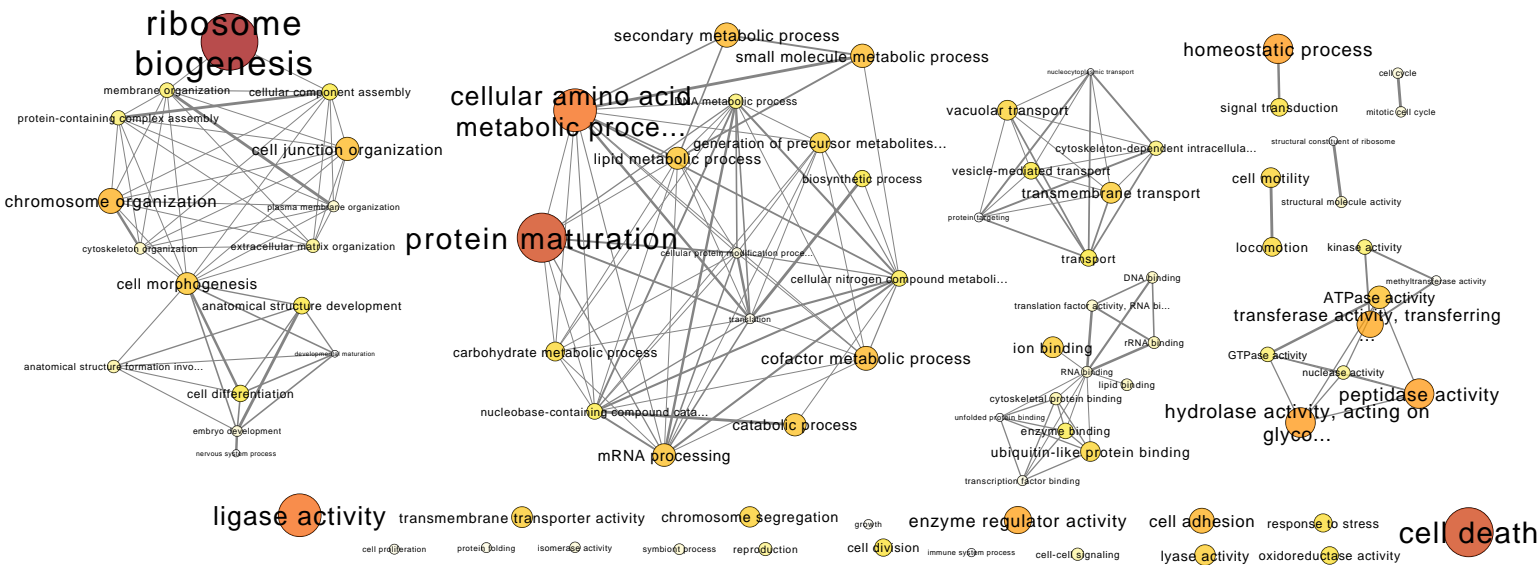 ribosome
biogenesis
membrane organization
cellular component assembly
protein-containing complex assembly
cell junction organization
chromosome organization
plasma membrane organization
cytoskeleton organization
extracellular matrix organization
cell morphogenesis
anatomical structure development
developmental maturation
anatomical structure formation invo...
cell differentiation
embryo development
nervous system process
secondary metabolic process
small molecule metabolic process
cellular amino acid
metabolic proce...
DNA metabolic process
generation of precursor metabolites...
lipid metabolic process
biosynthetic process
protein maturation
cellular protein modification proce...
cellular nitrogen compound metaboli...
translation
carbohydrate metabolic process
cofactor metabolic process
nucleobase-containing compound cata...
catabolic process
mRNA processing
nucleocytoplasmic transport
vacuolar transport
cytoskeleton-dependent intracellula...
vesicle-mediated transport
transmembrane transport
protein targeting
transport
DNA binding
translation factor activity, RNA bi...
rRNA binding
ion binding
RNA binding
lipid binding
cytoskeletal protein binding
unfolded protein binding
enzyme binding
ubiquitin-like protein binding
transcription factor binding
homeostatic process
signal transduction
cell cycle
mitotic cell cycle
structural constituent of ribosome
cell motility
structural molecule activity
locomotion
kinase activity
methyltransferase activity
ATPase activity
transferase activity, transferring
...
GTPase activity
nuclease activity
peptidase activity
hydrolase activity, acting on
glyco...
ligase activity
transmembrane transporter activity
chromosome segregation
growth
enzyme regulator activity
cell adhesion
response to stress
cell death
cell proliferation
protein folding
isomerase activity
symbiont process
reproduction
cell division
immune system process
cell-cell signaling
lyase activity
oxidoreductase activity